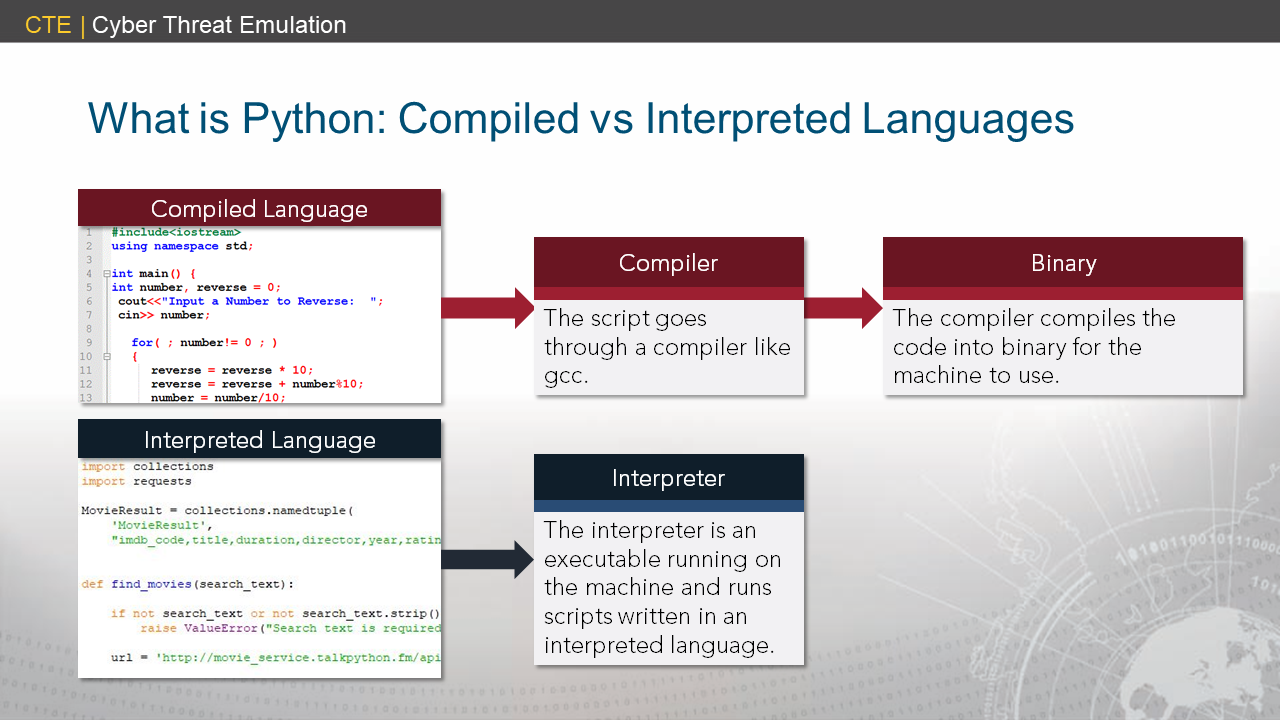 CTE | Cyber Threat Emulation
What is Python: Compiled vs Interpreted Languages
Compiled Language
1 #include<iostream>
2 using namespace std;
3
4 int main() {
5 int number, reverse = 0;
6 cout<<"Input a Number to Reverse:  ";
7 cin>> number;
8
9 for( ; number!= 0 ; )
10 {
11 reverse = reverse * 10;
12 reverse = reverse + number%10;
13 number = number/10;
Compiler
The script goes
through a compiler like
gcc.
Binary
The compiler compiles the
code into binary for the
machine to use.
Interpreted Language
import collections
import requests
MovieResult = collections.namedtuple(
'MovieResult',
"imdb_code,title,duration,director,year,ratin
def find_movies(search_text):
if not search_text or not search_text.strip()
raise ValueError("Search text is required
url = 'http://movie_service.talkpython.fm/api
Interpreter
The interpreter is an
executable running on
the machine and runs
scripts written in an
interpreted language.